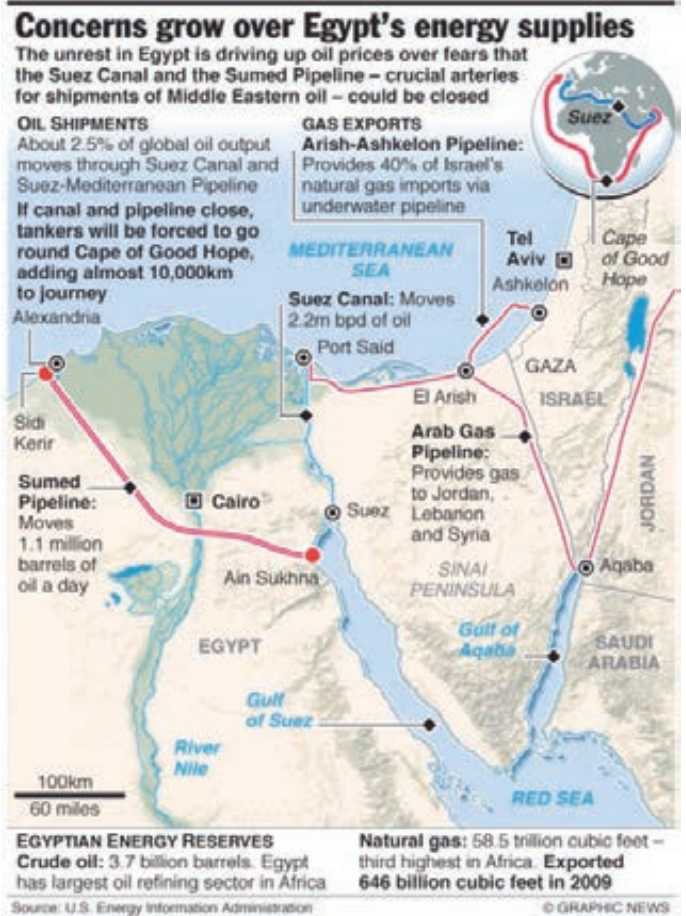 Concerns grow over Egypt's energy supplies
The unrest in Egypt is driving up oil prices over fears that
the Suez Canal and the Sumed Pipeline – crucial arteries
for shipments of Middle Eastern oil – could be closed
OIL SHIPMENTS
About 2.5% of global oil output
moves through Suez Canal and
Suez-Mediterranean Pipeline
If canal and pipeline close,
tankers will be forced to go
round Cape of Good Hope,
adding almost 10,000km
to journey
GAS EXPORTS
Arish-Ashkelon Pipeline:
Provides 40% of Israel's
natural gas imports via
underwater pipeline
Suez
Cape
of Good
Hope
MEDITERRANEAN
SEA
Tel
Aviv
Ashkelon
Suez Canal: Moves
2.2m bpd of oil
Alexandria
Port Said
GAZA
El Arish
ISRAEL
Sidi
Kerir
Arab Gas
Pipeline:
Provides gas
to Jordan,
Lebanon
and Syria
JORDAN
Sumed
Pipeline:
Moves
1.1 million
barrels of
oil a day
Cairo
Suez
Ain Sukhna
SINAI
PENINSULA
Aqaba
EGYPT
Gulf of
Aqaba
SAUDI
ARABIA
Gulf
of Suez
River
Nile
RED SEA
100km
60 miles
EGYPTIAN ENERGY RESERVES
Crude oil: 3.7 billion barrels. Egypt
has largest oil refining sector in Africa
Natural gas: 58.5 trillion cubic feet –
third highest in Africa. Exported
646 billion cubic feet in 2009
Source: U.S. Energy Information Administration
© GRAPHIC NEWS